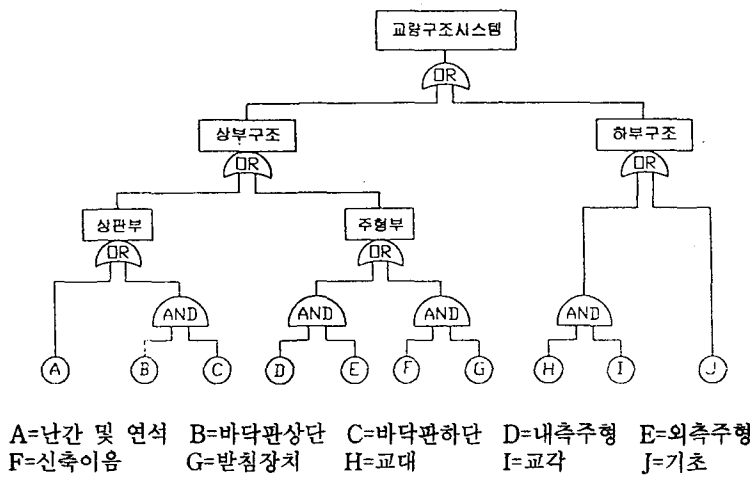 교량구조시스템
OR
상부구조
하부구조
OR
OR
상판부
주형부
OR
OR
AND
AND
AND
AND
A
B
C
D
E
F
G
H
I
J
A=난간 및 연석 B=바닥판상단 C=바닥판하단 D=내측주형 E=외측주형
F=신축이음 G=받침장치 H=교대 I=교각 J=기초